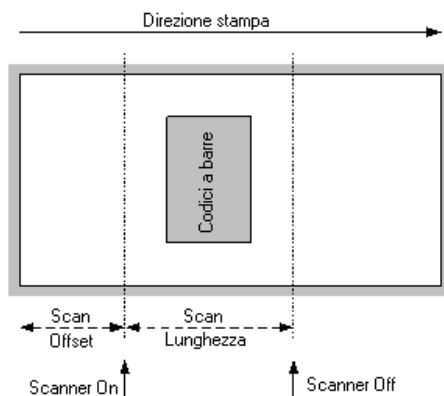 Direzione stampa
Codici a barre
Scan
Offset
Scan
Lunghezza
Scanner On
Scanner Off